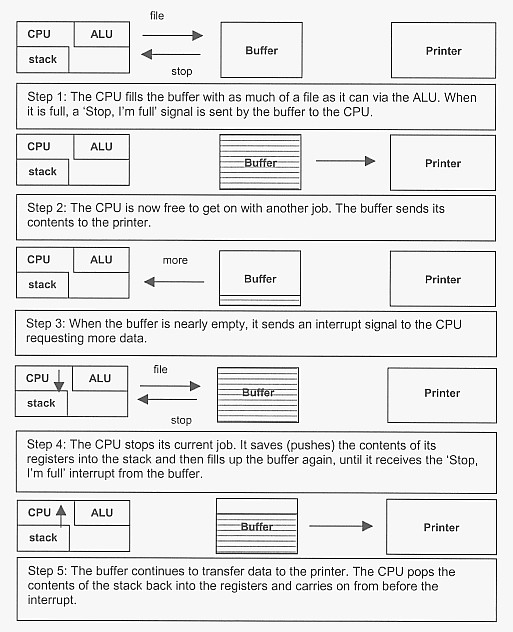 file
CPU ALU Buffer Printer
stack
stop
Step 1: The CPU fills the buffer with as much of a file as it can via the ALU. When
it is full, a ‘Stop, I’m full’ signal is sent by the buffer to the CPU.
CPU ALU Buffer Printer
stack
Step 2: The CPU is now free to get on with another job. The buffer sends its
contents to the printer.
CPU ALU more Buffer Printer
stack
Step 3: When the buffer is nearly empty, it sends an interrupt signal to the CPU
requesting more data.
file
CPU ALU Buffer Printer
stack
stop
Step 4: The CPU stops its current job. It saves (pushes) the contents of its
registers into the stack and then fills up the buffer again, until it receives the ‘Stop,
I’m full’ interrupt from the buffer.
CPU ALU Buffer Printer
stack
Step 5: The buffer continues to transfer data to the printer. The CPU pops the
contents of the stack back into the registers and carries on from before the
interrupt.